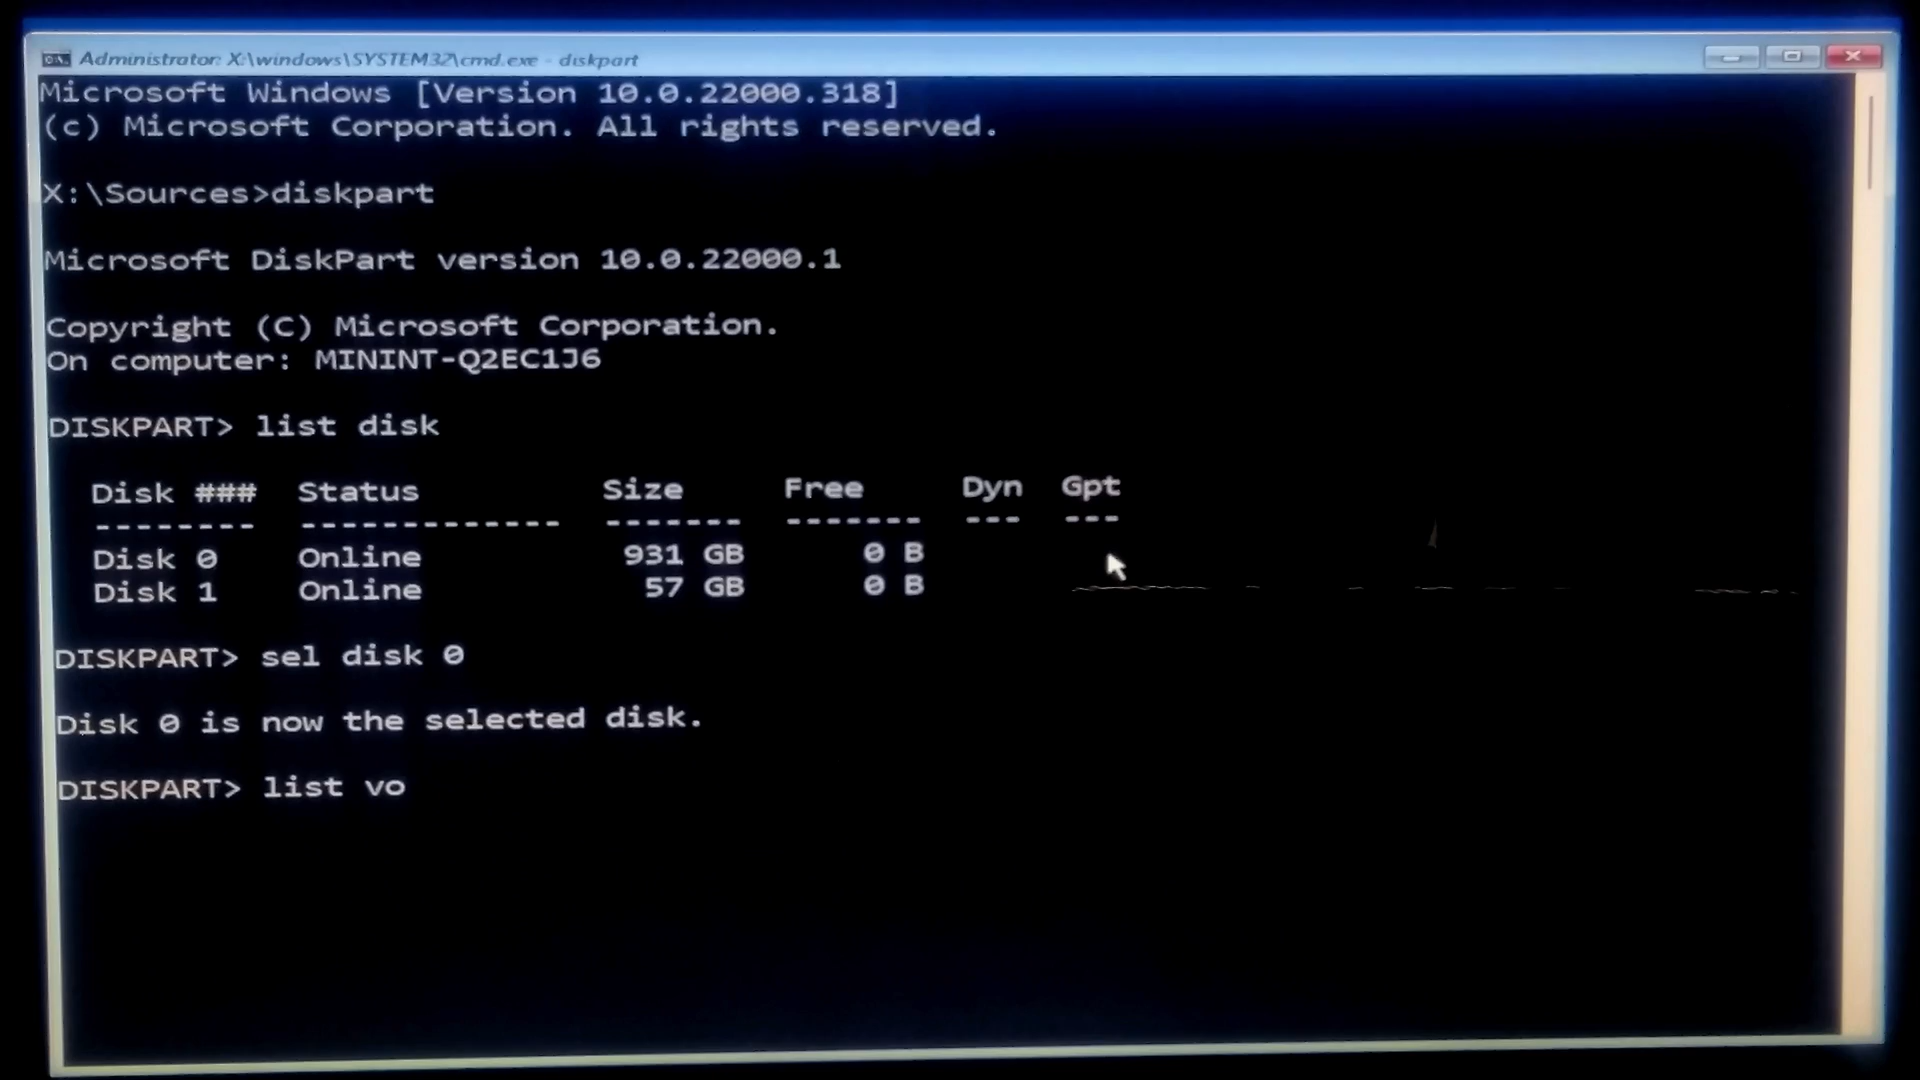 Administrator: X:\windows\SYSTEM32\cmd.exe - diskpart
Microsoft Windows [Version 10.0.22000.318]
(c) Microsoft Corporation. All rights reserved.
X:\Sources>diskpart
Microsoft DiskPart version 10.0.22000.1
Copyright (C) Microsoft Corporation.
On computer: MININT-Q2EC1J6
DISKPART> list disk
Disk ### Status Size Free Dyn Gpt
-------- ------------- ------- ------- --- ---
Disk 0 Online 931 GB 0 B
Disk 1 Online 57 GB 0 B
DISKPART> sel disk 0
Disk 0 is now the selected disk.
DISKPART> list vo